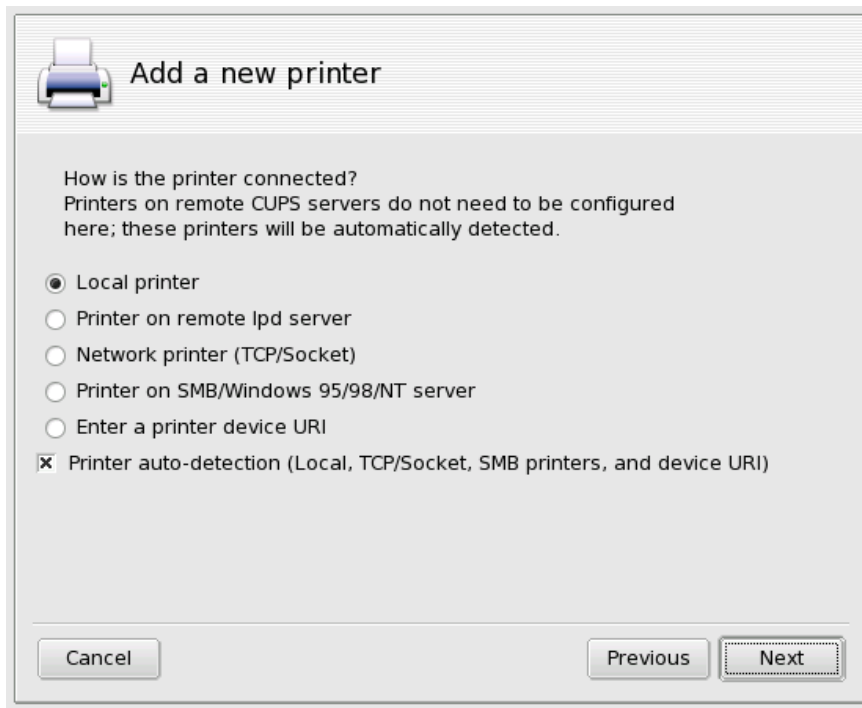 Add a new printer
How is the printer connected?
Printers on remote CUPS servers do not need to be configured
here; these printers will be automatically detected.
Local printer
Printer on remote lpd server
Network printer (TCP/Socket)
Printer on SMB/Windows 95/98/NT server
Enter a printer device URI
Printer auto-detection (Local, TCP/Socket, SMB printers, and device URI)
Cancel
Previous
Next